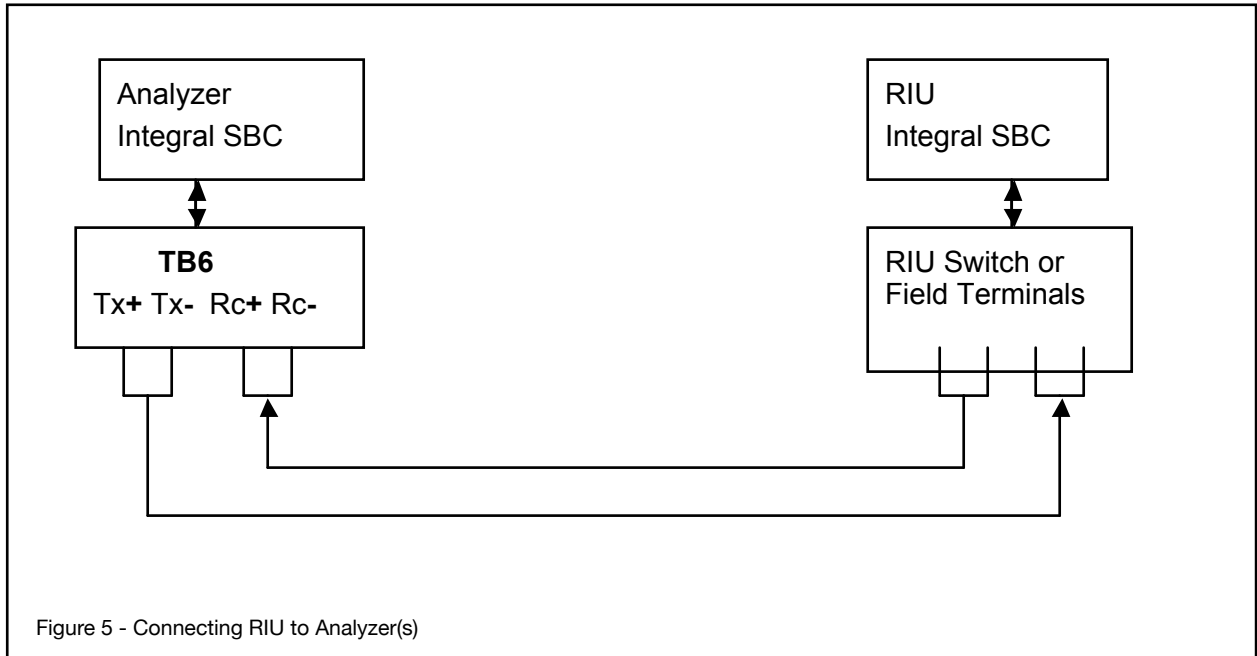 Analyzer
Integral SBC
RIU
Integral SBC
TB6
Tx+ Tx- Rc+ Rc-
RIU Switch or
Field Terminals
Figure 5 - Connecting RIU to Analyzer(s)